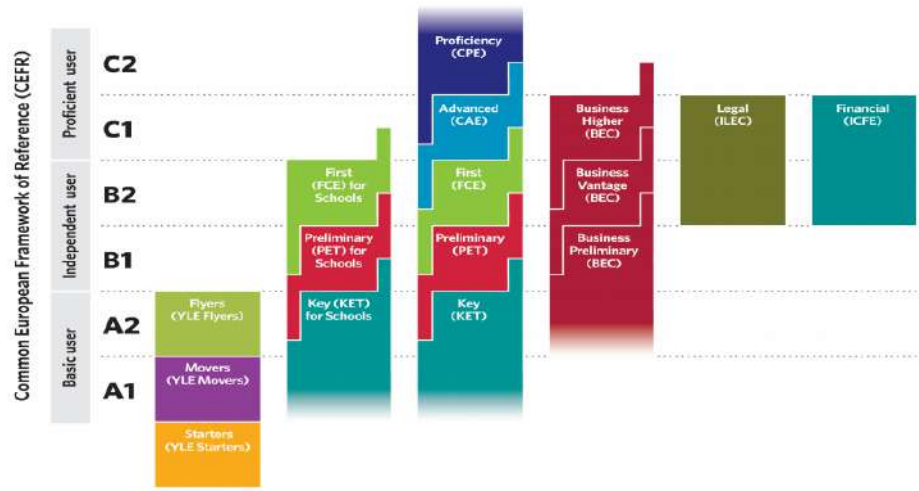 Common European Framework of Reference (CEFR)
Proficient user
Independent user
Basic user
C2
C1
B2
B1
A2
A1
Flyers
(YLE Flyers)
Movers
(YLE Movers)
Starters
(YLE Starters)
First
(FCE) for
Schools
Preliminary
(PET) for
Schools
Key (KET)
for Schools
Proficiency
(CPE)
Advanced
(CAE)
First
(FCE)
Preliminary
(PET)
Key
(KET)
Business
Higher
(BEC)
Business
Vantage
(BEC)
Business
Preliminary
(BEC)
Legal
(ILEC)
Financial
(ICFE)